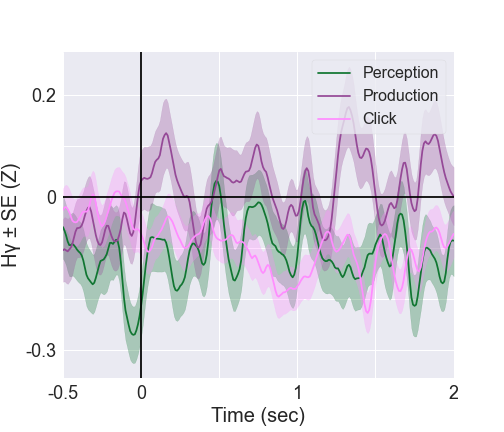 Perception
Production
Click
Hγ ± SE (Z)
0.2
0
-0.3
-0.5
0
1
2
Time (sec)